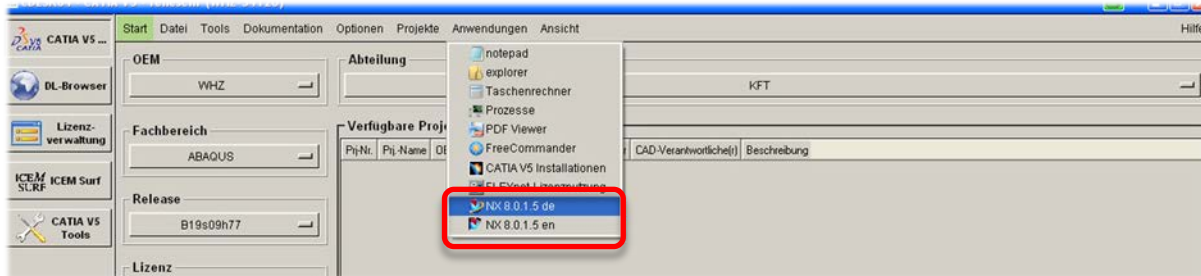 Start Datei Tools Dokumentation Optionen Projekte Anwendungen Ansicht Hilfe
CATIA V5 ...
DL-Browser
Lizenz-
verwaltung
ICEM SURF ICEM Surf
CATIA V5
Tools
OEM
WHZ
Fachbereich
ABAQUS
Release
B19s09h77
Lizenz
Abteilung
KFT
Verfügbare
Prj-Nr. Prj.-Name CAD-Verantwortliche(r) Beschreibung
notepad
explorer
Taschenrechner
Prozesse
PDF Viewer
FreeCommander
CATIA V5 Installationen
FLEXnet Lizenznutzung
NX 8.0.1.5 de
NX 8.0.1.5 en